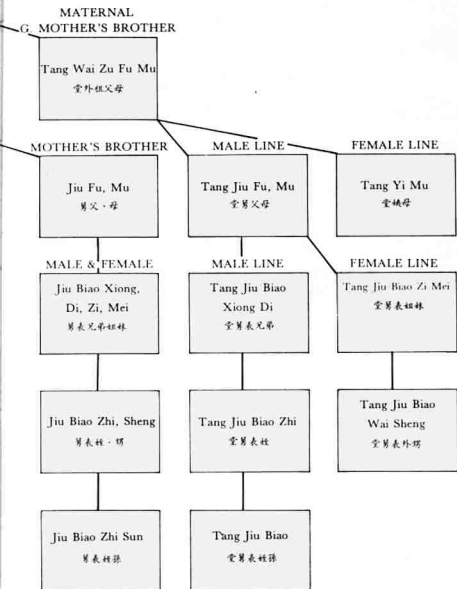 MATERNAL
G. MOTHER'S BROTHER
Tang Wai Zu Fu Mu
堂外祖父母
MOTHER'S BROTHER
MALE LINE
FEMALE LINE
Jiu Fu, Mu
舅父·母
Tang Jiu Fu, Mu
堂舅父母
Tang Yi Mu
堂姨母
MALE & FEMALE
MALE LINE
FEMALE LINE
Jiu Biao Xiong,
Di, Zi, Mei
舅表兄弟姐妹
Tang Jiu Biao
Xiong Di
堂舅表兄弟
Tang Jiu Biao Zi Mei
堂舅表姐妹
Jiu Biao Zhi, Sheng
舅表姪·甥
Tang Jiu Biao Zhi
堂舅表姪
Tang Jiu Biao
Wai Sheng
堂舅表外甥
Jiu Biao Zhi Sun
舅表姪孫
Tang Jiu Biao
堂舅表姪孫